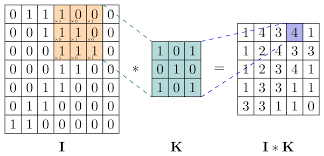 0 1 1 1 0 0 0
0 0 1 1 1 0 0
0 0 0 1 1 1 0
0 0 0 1 1 0 0
0 0 1 1 0 0 0
0 1 1 0 0 0 0
1 1 0 0 0 0 0
I
*
1 0 1
0 1 0
1 0 1
K
=
1 4 3 4 1
1 2 4 3 3
1 2 3 4 1
1 3 3 1 1
3 3 1 1 0
I * K